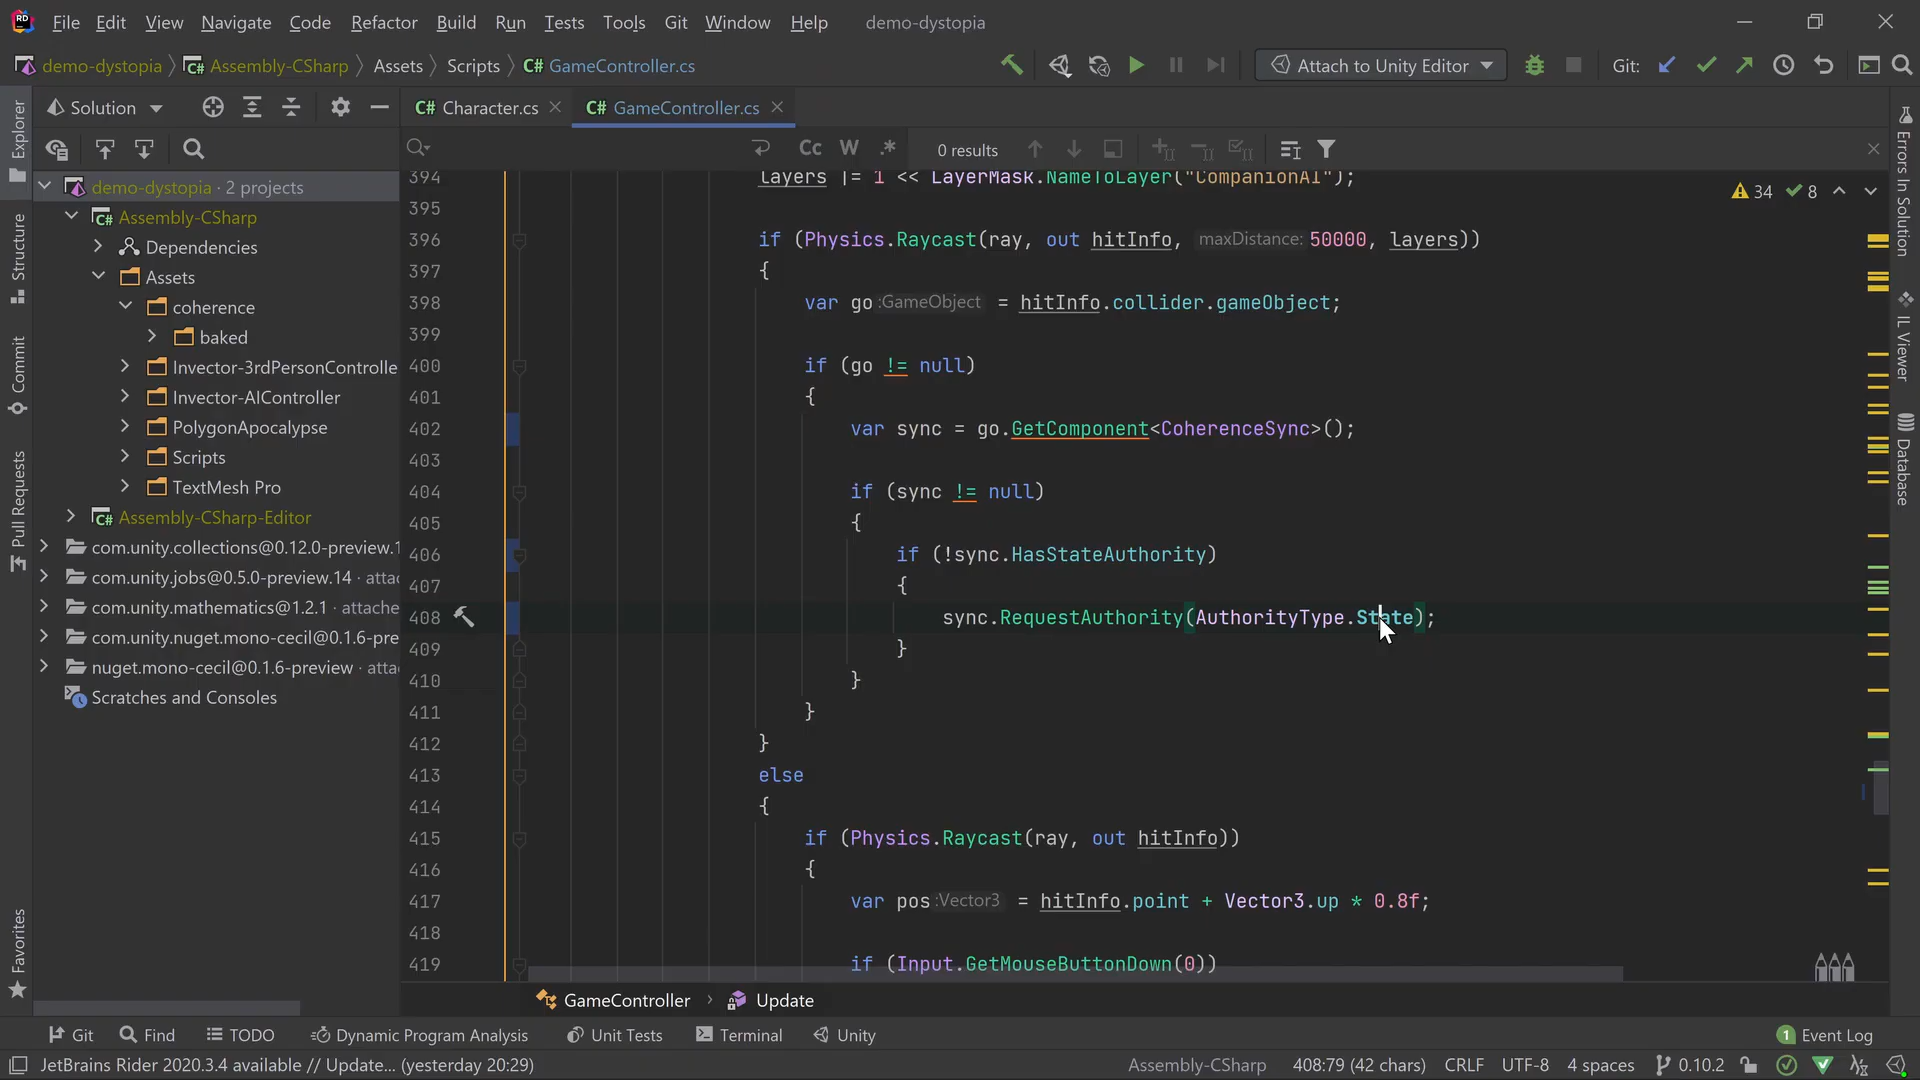 RD File Edit View Navigate Code Refactor Build Run Tests Tools Git Window Help demo-dystopia
demo-dystopia Assembly-CSharp Assets Scripts C# GameController.cs Attach to Unity Editor Git:
Solution C# Character.cs C# GameController.cs
Cc W .* 0 results
34 8
Explorer
Structure
Commit
Pull Requests
Favorites
demo-dystopia · 2 projects
C# Assembly-CSharp
Dependencies
Assets
coherence
baked
Invector-3rdPersonControlle
Invector-AIController
PolygonApocalypse
Scripts
TextMesh Pro
C# Assembly-CSharp-Editor
com.unity.collections@0.12.0-preview.1
com.unity.jobs@0.5.0-preview.14 · attac
com.unity.mathematics@1.2.1 · attache
com.unity.nuget.mono-cecil@0.1.6-pre
nuget.mono-cecil@0.1.6-preview · attac
Scratches and Consoles
394 layers |= 1 << LayerMask.NameToLayer("CompanionAI");
395
396 if (Physics.Raycast(ray, out hitInfo, maxDistance: 50000, layers))
397 {
398 var go :GameObject = hitInfo.collider.gameObject;
399
400 if (go != null)
401 {
402 var sync = go.GetComponent<CoherenceSync>();
403
404 if (sync != null)
405 {
406 if (!sync.HasStateAuthority)
407 {
408 sync.RequestAuthority(AuthorityType.State);
409 }
410 }
411 }
412 }
413 else
414 {
415 if (Physics.Raycast(ray, out hitInfo))
416 {
417 var pos :Vector3 = hitInfo.point + Vector3.up * 0.8f;
418
419 if (Input.GetMouseButtonDown(0))
Errors In Solution
IL Viewer
Database
GameController Update
Git Find TODO Dynamic Program Analysis Unit Tests Terminal Unity 1 Event Log
JetBrains Rider 2020.3.4 available // Update... (yesterday 20:29) Assembly-CSharp 408:79 (42 chars) CRLF UTF-8 4 spaces 0.10.2